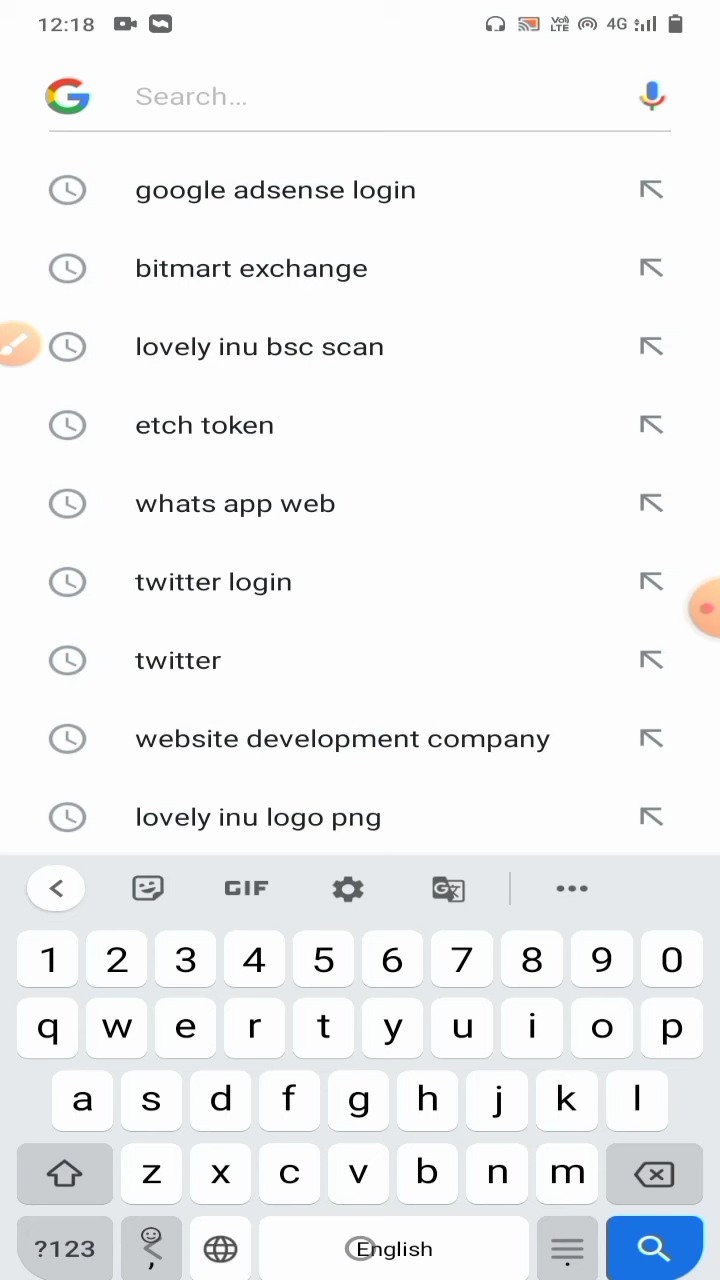 12:18 Vo) LTE 4G
Search...
google adsense login
bitmart exchange
lovely inu bsc scan
etch token
whats app web
twitter login
twitter
website development company
lovely inu logo png
GIF
1 2 3 4 5 6 7 8 9 0
q w e r t y u i o p
a s d f g h j k l
z x c v b n m
?123 , English .